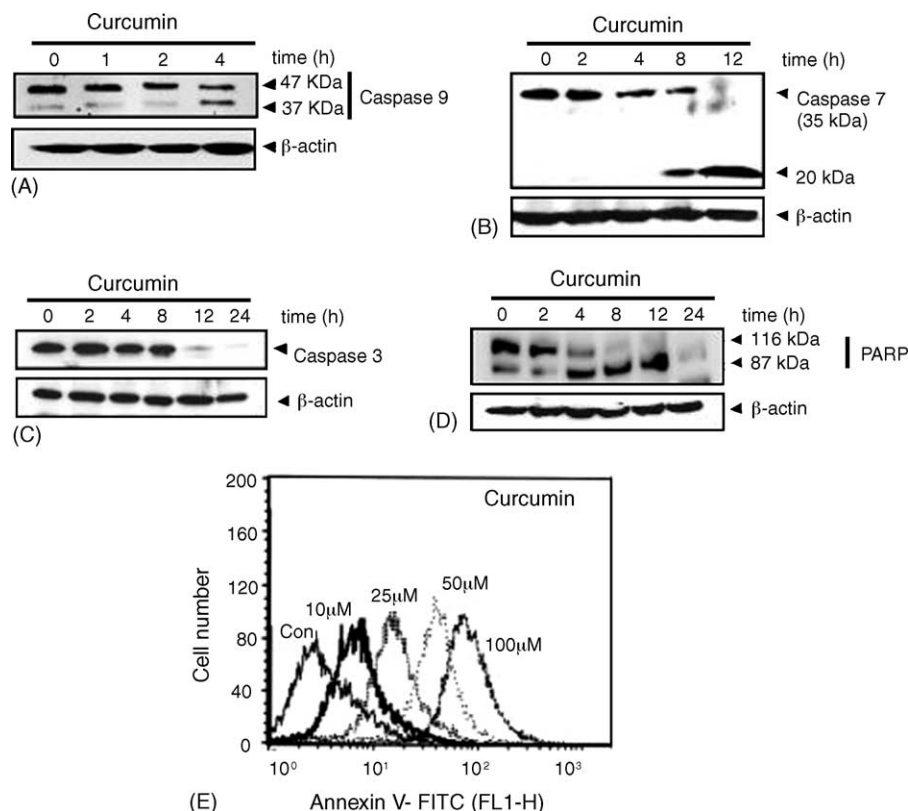 Curcumin
0 1 2 4 time (h)
47 KDa
37 KDa
Caspase 9
β-actin
(A)
Curcumin
0 2 4 8 12 time (h)
Caspase 7
(35 kDa)
20 kDa
β-actin
(B)
Curcumin
0 2 4 8 12 24 time (h)
Caspase 3
β-actin
(C)
Curcumin
0 2 4 8 12 24 time (h)
116 kDa
87 kDa
PARP
β-actin
(D)
200
160
120
80
40
0
Cell number
Curcumin
Con
10μM
25μM
50μM
100μM
10⁰ 10¹ 10² 10³
Annexin V- FITC (FL1-H)
(E)